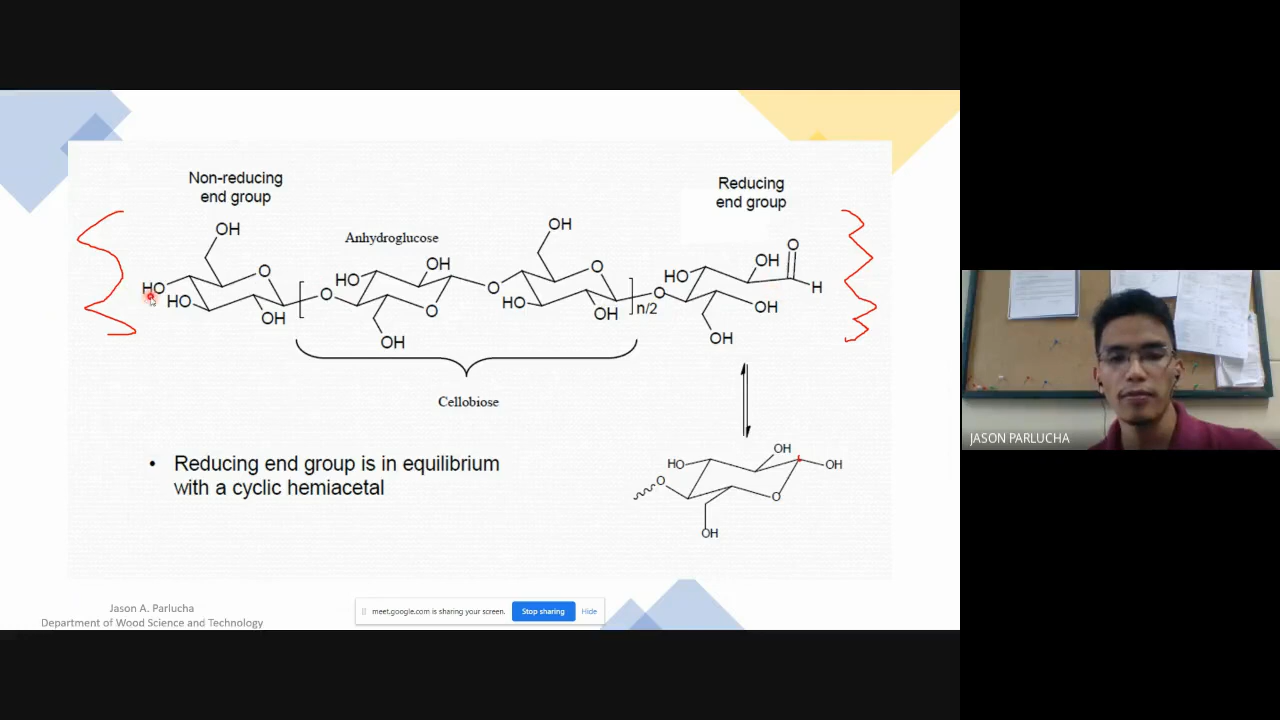 Non-reducing
end group
Reducing
end group
OH
Anhydroglucose
OH
O
HO
OH
O
HO
OH
O
HO
HO
OH
O
O
O
HO
OH
n/2
O
OH
H
OH
OH
OH
Cellobiose
Reducing end group is in equilibrium
with a cyclic hemiacetal
OH
HO
OH
O
O
OH
Jason A. Parlucha
Department of Wood Science and Technology
meet.google.com is sharing your screen.
Stop sharing
Hide
JASON PARLUCHA